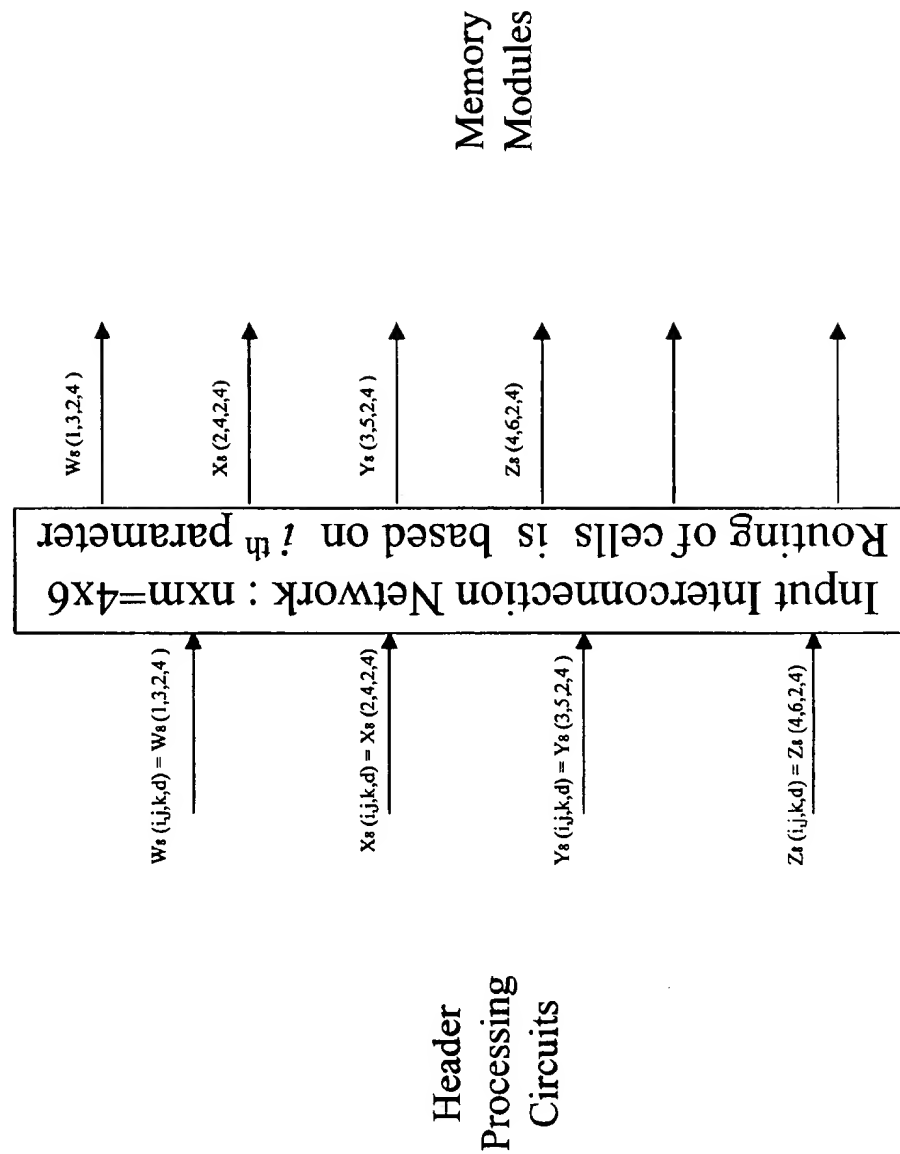 Header
Processing
Circuits
W8 (i,j,k,d) = W8 (1,3,2,4 )
X8 (i,j,k,d) = X8 (2,4,2,4)
Y8 (i,j,k,d) = Y8 (3,5,2,4 )
Z8 (i,j,k,d) = Z8 (4,6,2,4)
Input Interconnection Network : nxm=4x6
Routing of cells is based on i th parameter
W8 (1,3,2,4 )
X8 (2,4,2,4)
Y8 (3,5,2,4 )
Z8 (4,6,2,4)
Memory
Modules